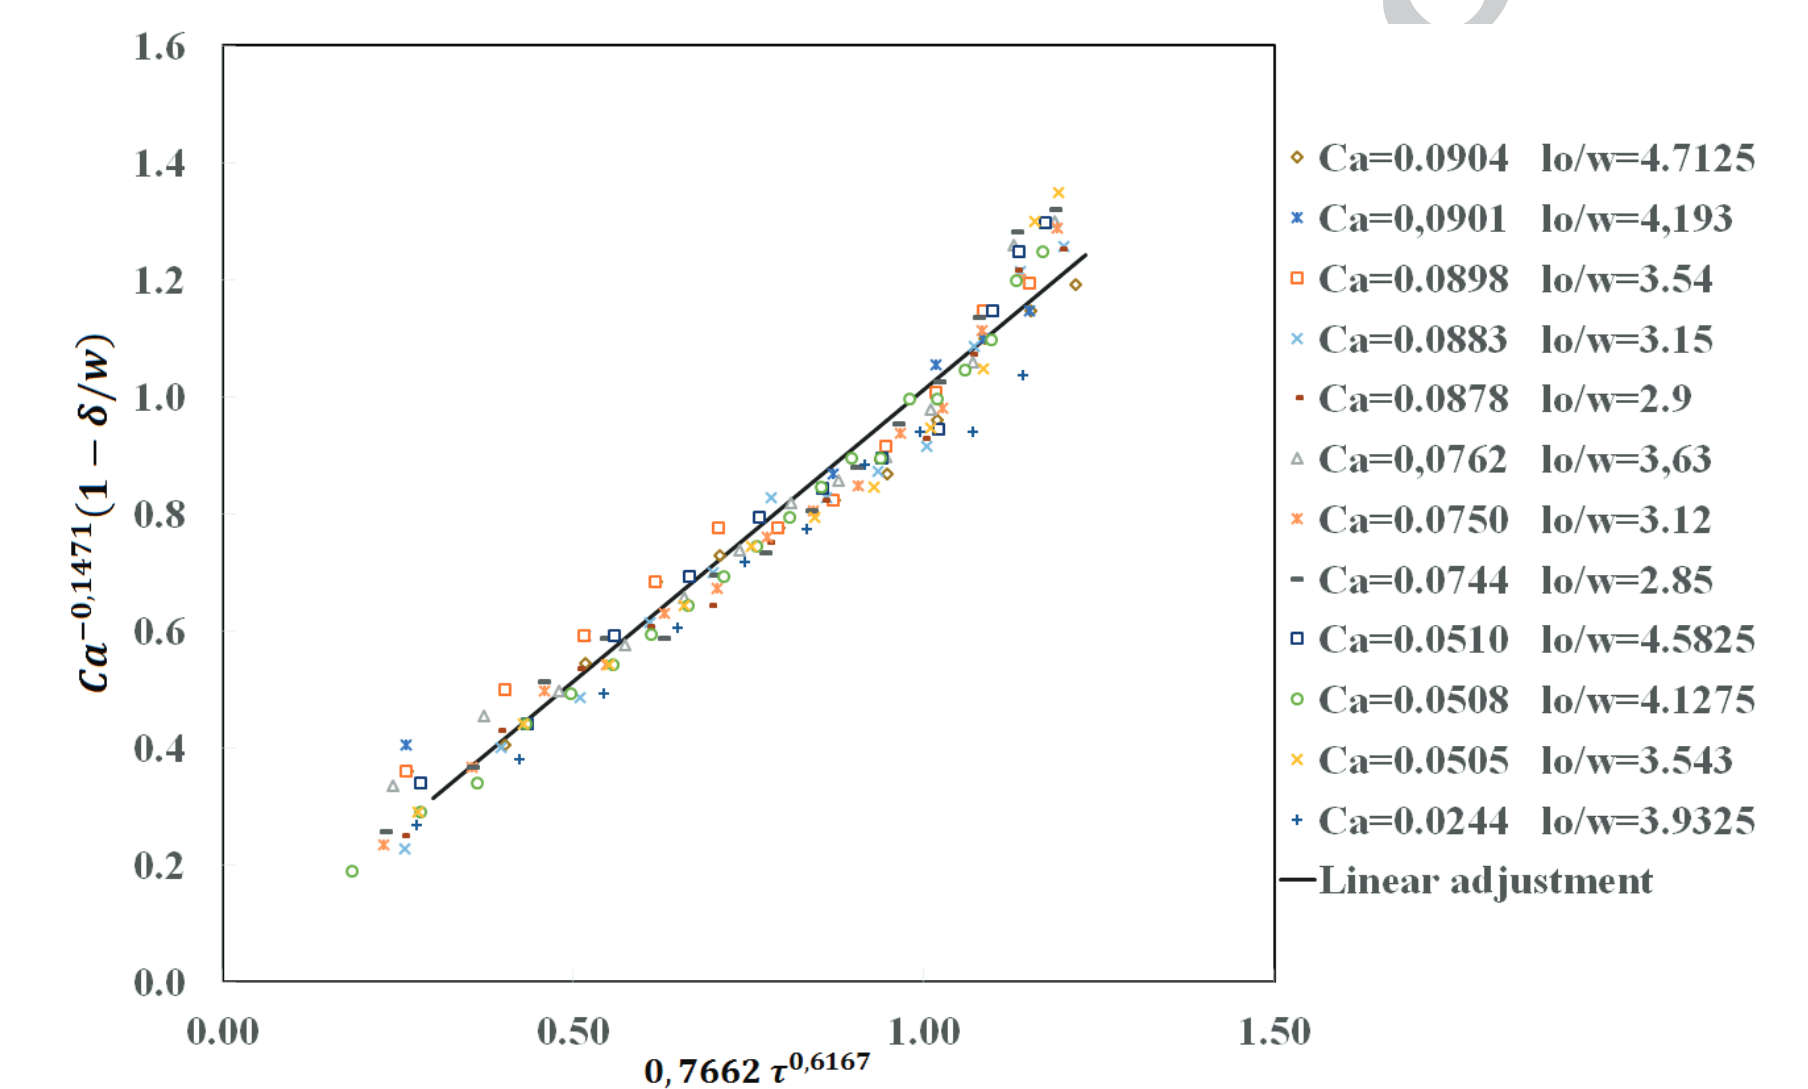 1.6
1.4
1.2
1.0
0.8
0.6
0.4
0.2
0.0
Ca⁻⁰,¹⁴⁷¹(1 − δ/w)
0.00 0.50 1.00 1.50
0,7662 τ⁰,⁶¹⁶⁷
Ca=0.0904 lo/w=4.7125
Ca=0,0901 lo/w=4,193
Ca=0.0898 lo/w=3.54
Ca=0.0883 lo/w=3.15
Ca=0.0878 lo/w=2.9
Ca=0,0762 lo/w=3,63
Ca=0.0750 lo/w=3.12
Ca=0.0744 lo/w=2.85
Ca=0.0510 lo/w=4.5825
Ca=0.0508 lo/w=4.1275
Ca=0.0505 lo/w=3.543
Ca=0.0244 lo/w=3.9325
Linear adjustment